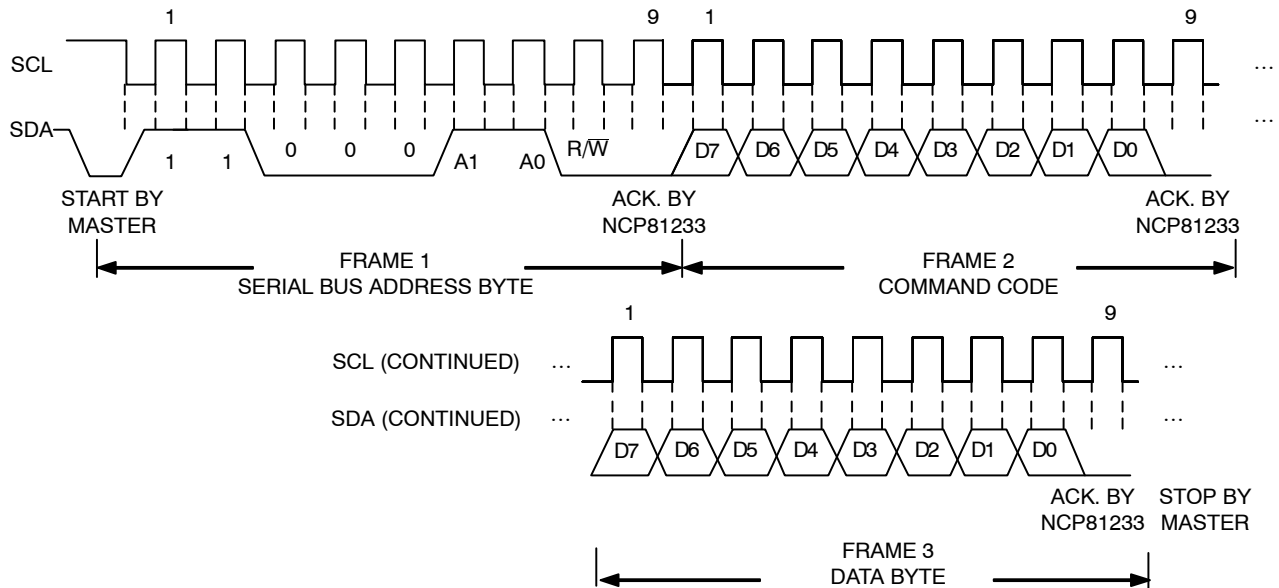 1 9 1 9
SCL ...
SDA ...
1 1 0 0 0 A1 A0 R/W̅ D7 D6 D5 D4 D3 D2 D1 D0
START BY
MASTER
ACK. BY
NCP81233
ACK. BY
NCP81233
FRAME 1
SERIAL BUS ADDRESS BYTE
FRAME 2
COMMAND CODE
1 9
SCL (CONTINUED) ... ...
SDA (CONTINUED) ... ...
D7 D6 D5 D4 D3 D2 D1 D0
ACK. BY
NCP81233
STOP BY
MASTER
FRAME 3
DATA BYTE